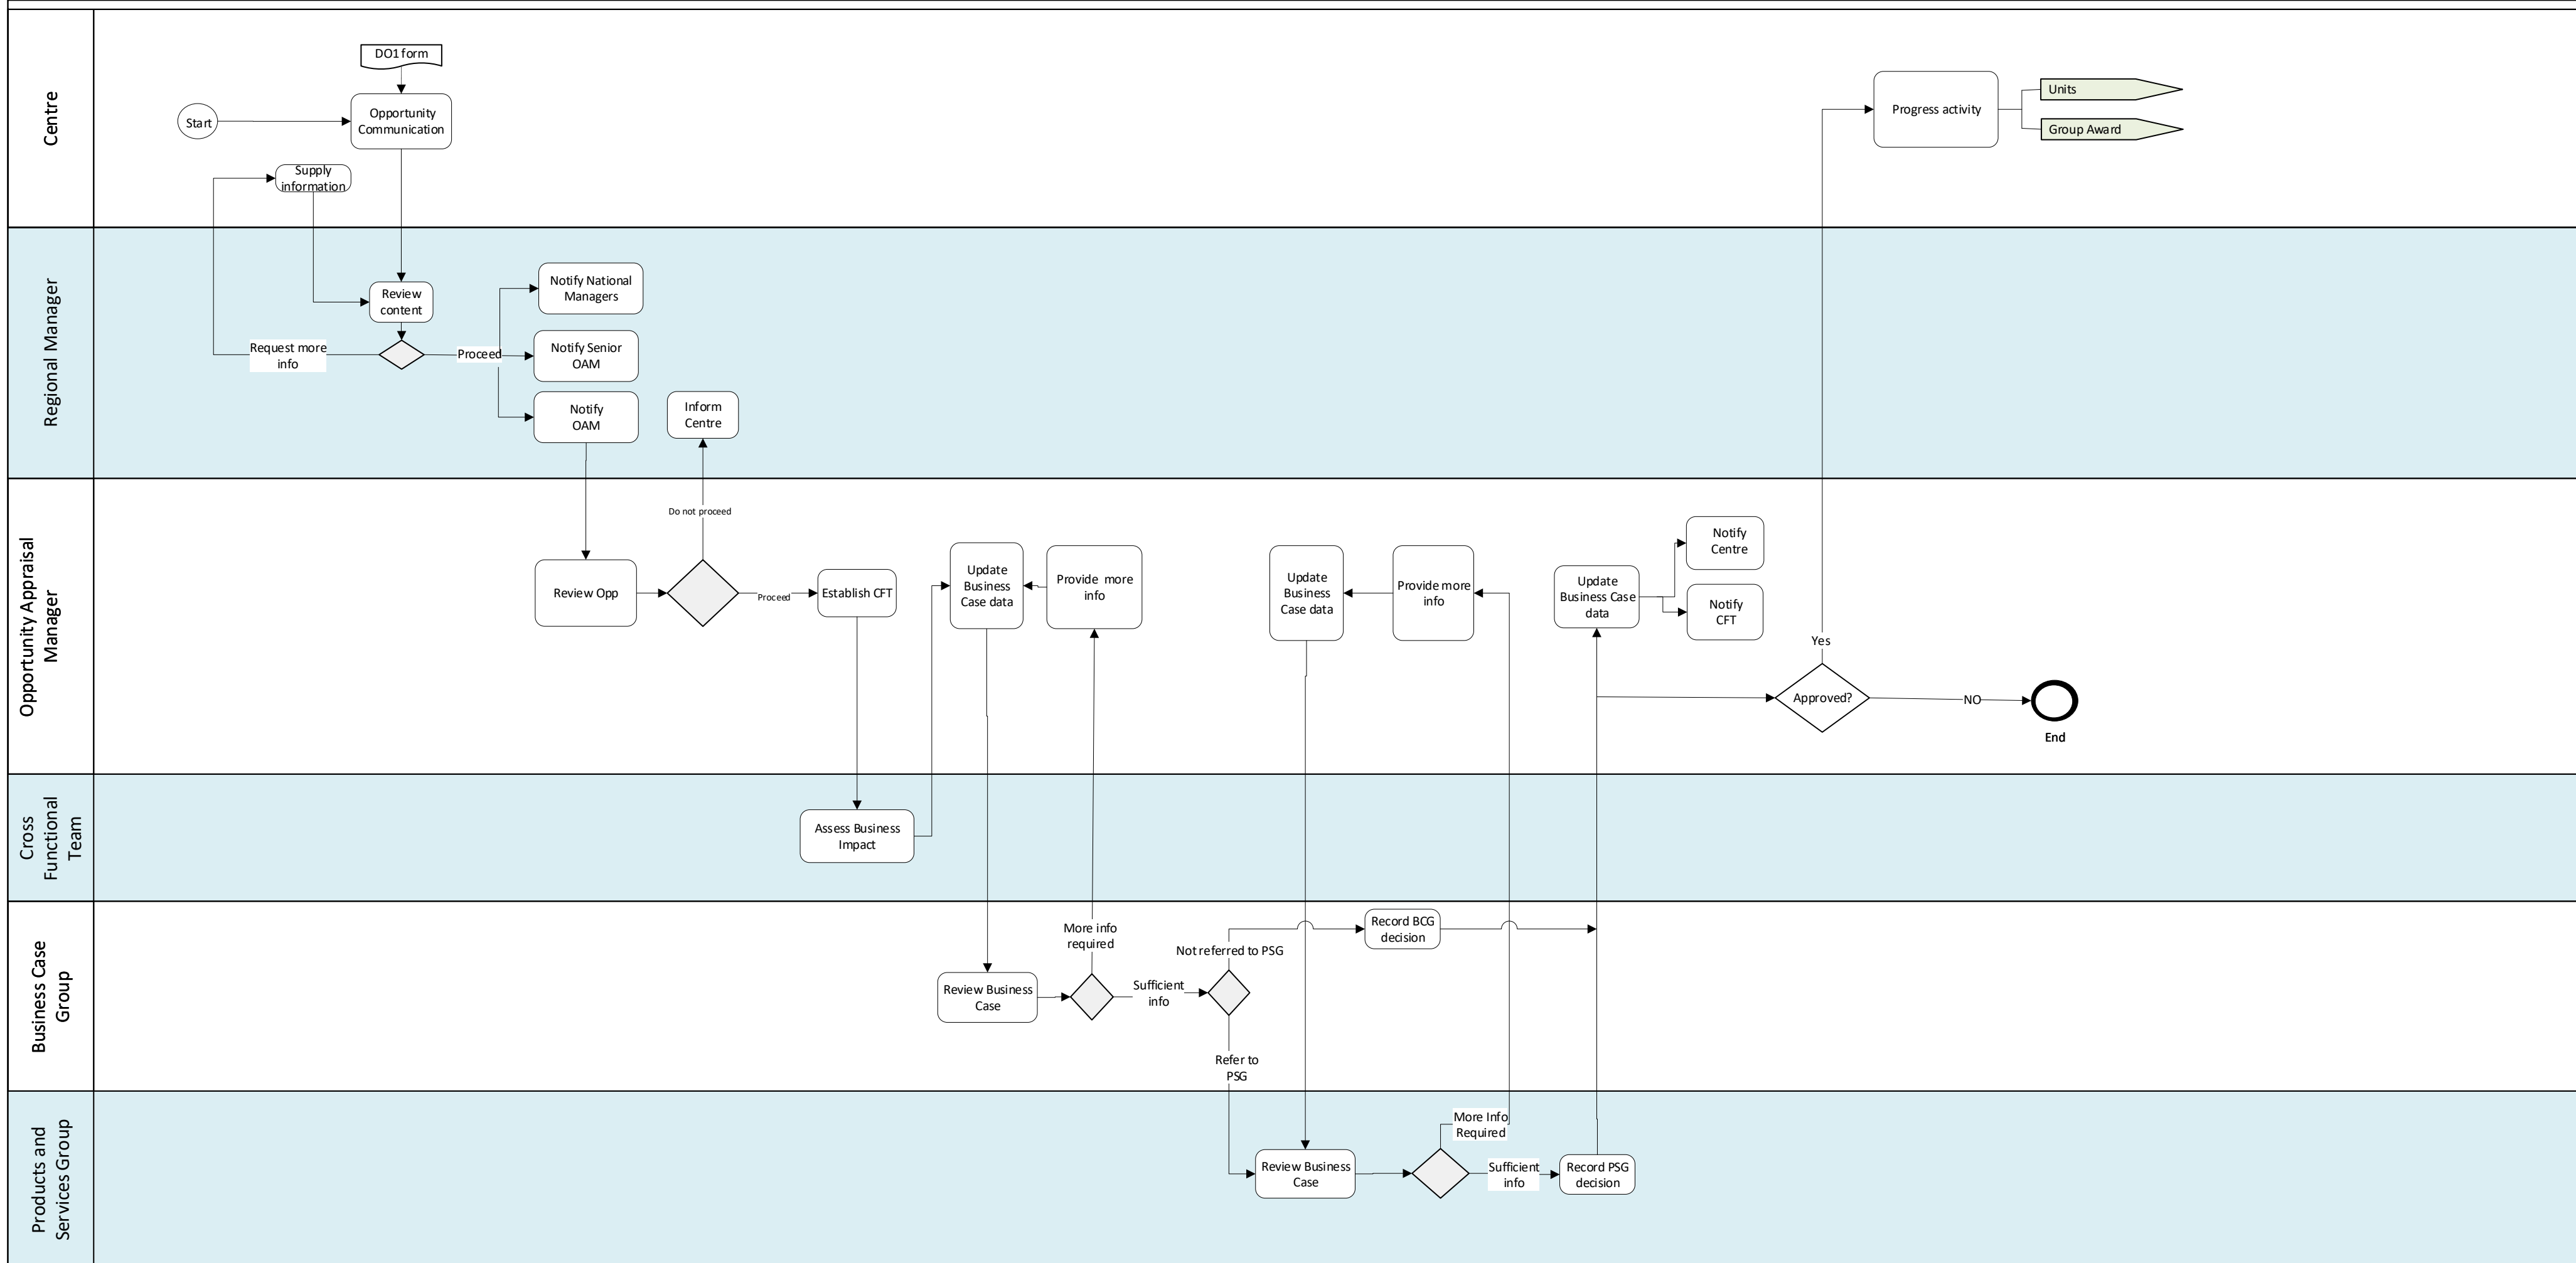 Centre
DO1 form
Start
Opportunity
Communication
Supply
information
Progress activity
Units
Group Award
Regional Manager
Review
content
Request more
info
Proceed
Notify National
Managers
Notify Senior
OAM
Notify
OAM
Inform
Centre
Opportunity Appraisal
Manager
Do not proceed
Review Opp
Proceed
Establish CFT
Update
Business
Case data
Provide more
info
Update
Business
Case data
Provide more
info
Update
Business Case
data
Notify
Centre
Notify
CFT
Yes
Approved?
NO
End
Cross
Functional
Team
Assess Business
Impact
Business Case
Group
Review Business
Case
More info
required
Sufficient
info
Not referred to PSG
Record BCG
decision
Refer to
PSG
Products and
Services Group
Review Business
Case
More Info
Required
Sufficient
info
Record PSG
decision